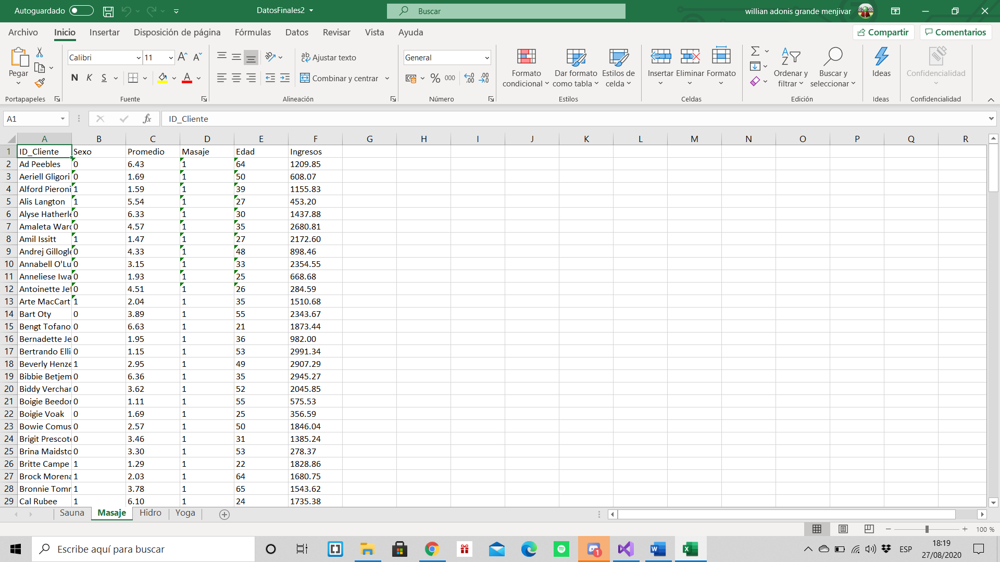 Autoguardado
DatosFinales2
Buscar
willian adonis grande menjivar
Archivo Inicio Insertar Disposición de página Fórmulas Datos Revisar Vista Ayuda Compartir Comentarios
Pegar
Calibri 11
N K S
Ajustar texto
Combinar y centrar
General
% 000
Formato condicional
Dar formato como tabla
Estilos de celda
Insertar Eliminar Formato
Ordenar y filtrar
Buscar y seleccionar
Ideas
Confidencialidad
Portapapeles Fuente Alineación Número Estilos Celdas Edición Ideas Confidencialidad
A1 fx ID_Cliente
A B C D E F G H I J K L M N O P Q R
1 ID_Cliente Sexo Promedio Masaje Edad Ingresos
2 Ad Peebles 0 6.43 1 64 1209.85
3 Aeriell Gligori 0 1.69 1 50 608.07
4 Alford Pieroni 1 1.59 1 39 1155.83
5 Alis Langton 1 5.54 1 27 453.20
6 Alyse Hatherle 0 6.33 1 30 1437.88
7 Amaleta Ward 0 4.57 1 35 2680.81
8 Amil Issitt 1 1.47 1 27 2172.60
9 Andrej Gillogle 0 4.33 1 48 898.46
10 Annabell O'Lu 0 3.15 1 33 2354.55
11 Anneliese Iwa 0 1.93 1 25 668.68
12 Antoinette Jef 0 4.51 1 26 284.59
13 Arte MacCart 1 2.04 1 35 1510.68
14 Bart Oty 0 3.89 1 55 2343.67
15 Bengt Tofano 0 6.63 1 21 1873.44
16 Bernadette Je 0 1.95 1 36 982.00
17 Bertrando Elli 0 1.15 1 53 2991.34
18 Beverly Henze 1 2.95 1 49 2907.29
19 Bibbie Betjem 0 6.36 1 35 2945.27
20 Biddy Verchar 0 3.62 1 52 2045.85
21 Boigie Beedor 0 1.11 1 55 575.53
22 Boigie Voak 0 1.69 1 25 356.59
23 Bowie Comus 0 2.57 1 50 1846.04
24 Brigit Prescote 0 3.46 1 31 1385.24
25 Brina Maidsto 0 3.30 1 53 278.37
26 Britte Campe 1 1.29 1 22 1828.86
27 Brock Morena 1 2.03 1 64 1680.75
28 Bronnie Tomr 1 3.78 1 65 1543.62
29 Cal Rubee 1 6.10 1 24 1735.38
Sauna Masaje Hidro Yoga
100 %
Escribe aquí para buscar
1
ESP
18:19
27/08/2020